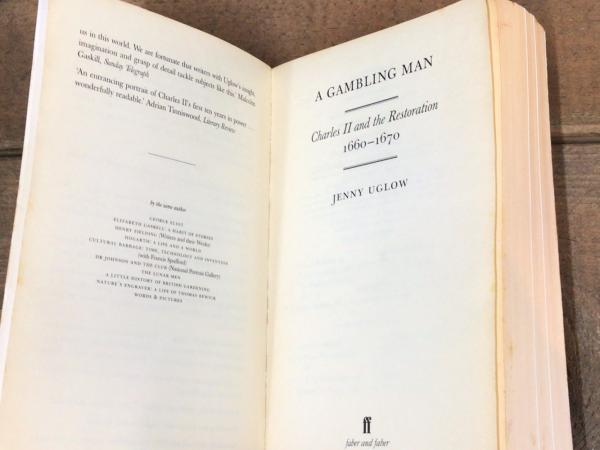 us in this world. We are fortunate that writers with Uglow's insight,
imagination and grasp of detail tackle subjects like this.' Malcolm
Gaskill, Sunday Telegraph
'An entrancing portrait of Charles II's first ten years in power ...
wonderfully readable.' Adrian Tinniswood, Literary Review
by the same author
GEORGE ELIOT
ELIZABETH GASKELL: A HABIT OF STORIES
HENRY FIELDING (Writers and their Works)
HOGARTH: A LIFE AND A WORLD
CULTURAL BABBAGE: TIME, TECHNOLOGY AND INVENTION
(with Francis Spufford)
DR JOHNSON AND THE CLUB (National Portrait Gallery)
THE LUNAR MEN
A LITTLE HISTORY OF BRITISH GARDENING
NATURE'S ENGRAVER: A LIFE OF THOMAS BEWICK
WORDS & PICTURES
A GAMBLING MAN
Charles II and the Restoration
1660–1670
JENNY UGLOW
ff
faber and faber